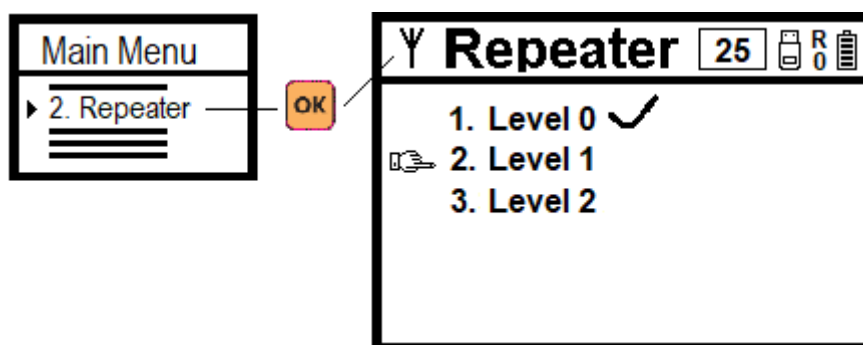 Main Menu
2. Repeater
OK
Repeater 25 R 0
1. Level 0
2. Level 1
3. Level 2